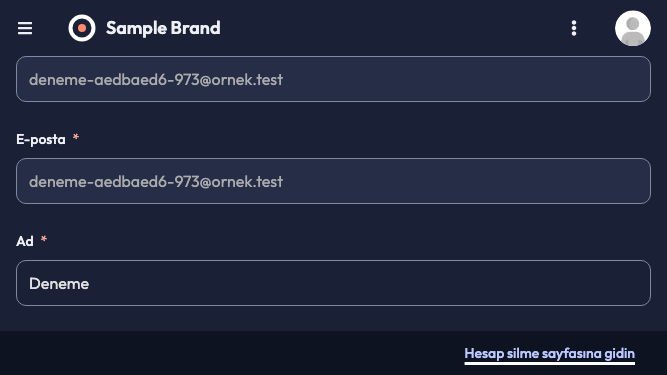 Sample Brand
deneme-aedbaed6-973@ornek.test
E-posta *
deneme-aedbaed6-973@ornek.test
Ad *
Deneme
Hesap silme sayfasına gidin